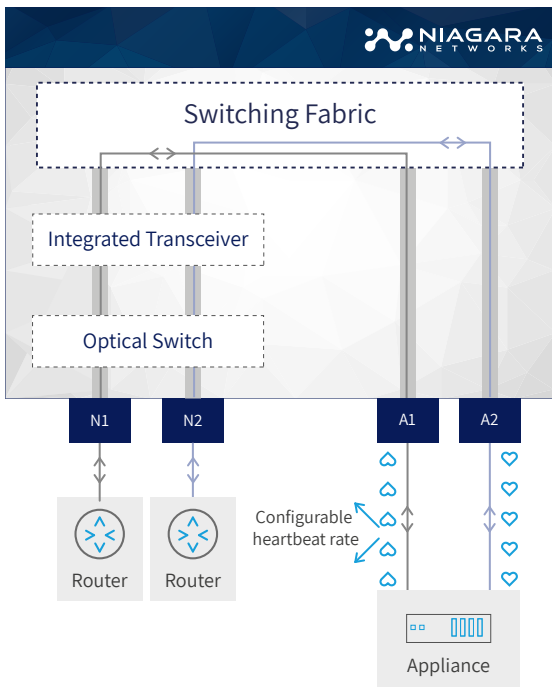 NIAGARA
NETWORKS
Switching Fabric
Integrated Transceiver
Optical Switch
N1
N2
A1
A2
Configurable
heartbeat rate
Router
Router
Appliance